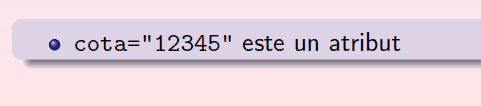 cota="12345" este un atribut